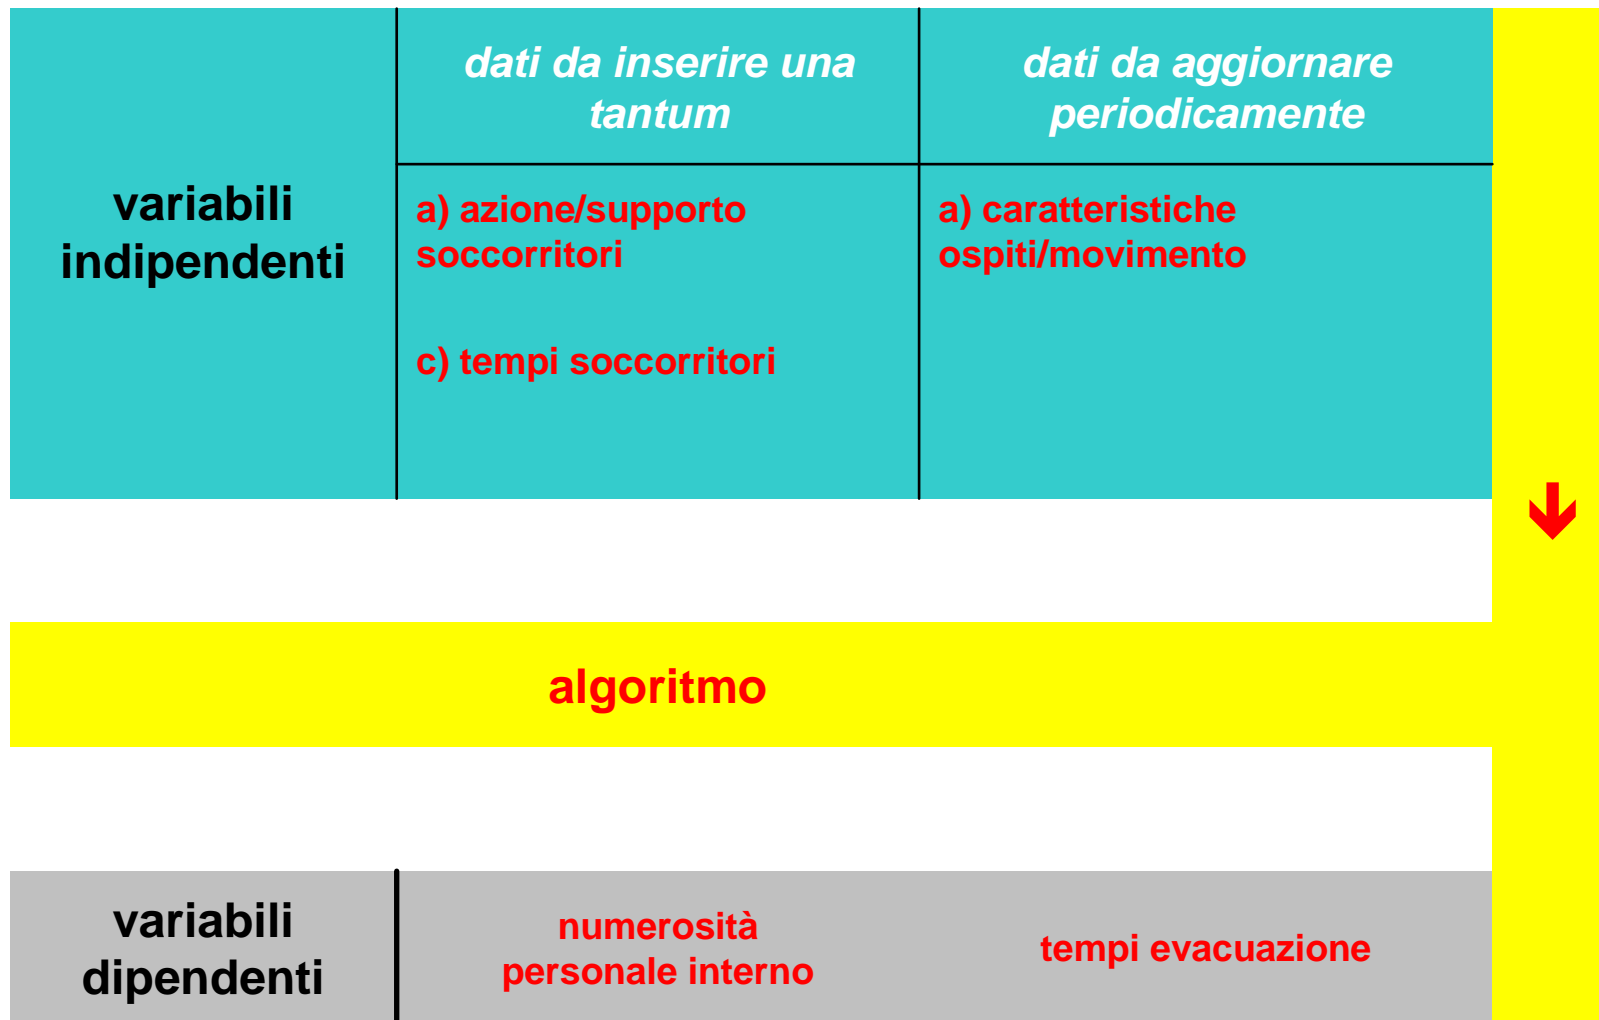 dati da inserire una
tantum
dati da aggiornare
periodicamente
variabili
indipendenti
a) azione/supporto
soccorritori
c) tempi soccorritori
a) caratteristiche
ospiti/movimento
algoritmo
variabili
dipendenti
numerosità
personale interno
tempi evacuazione